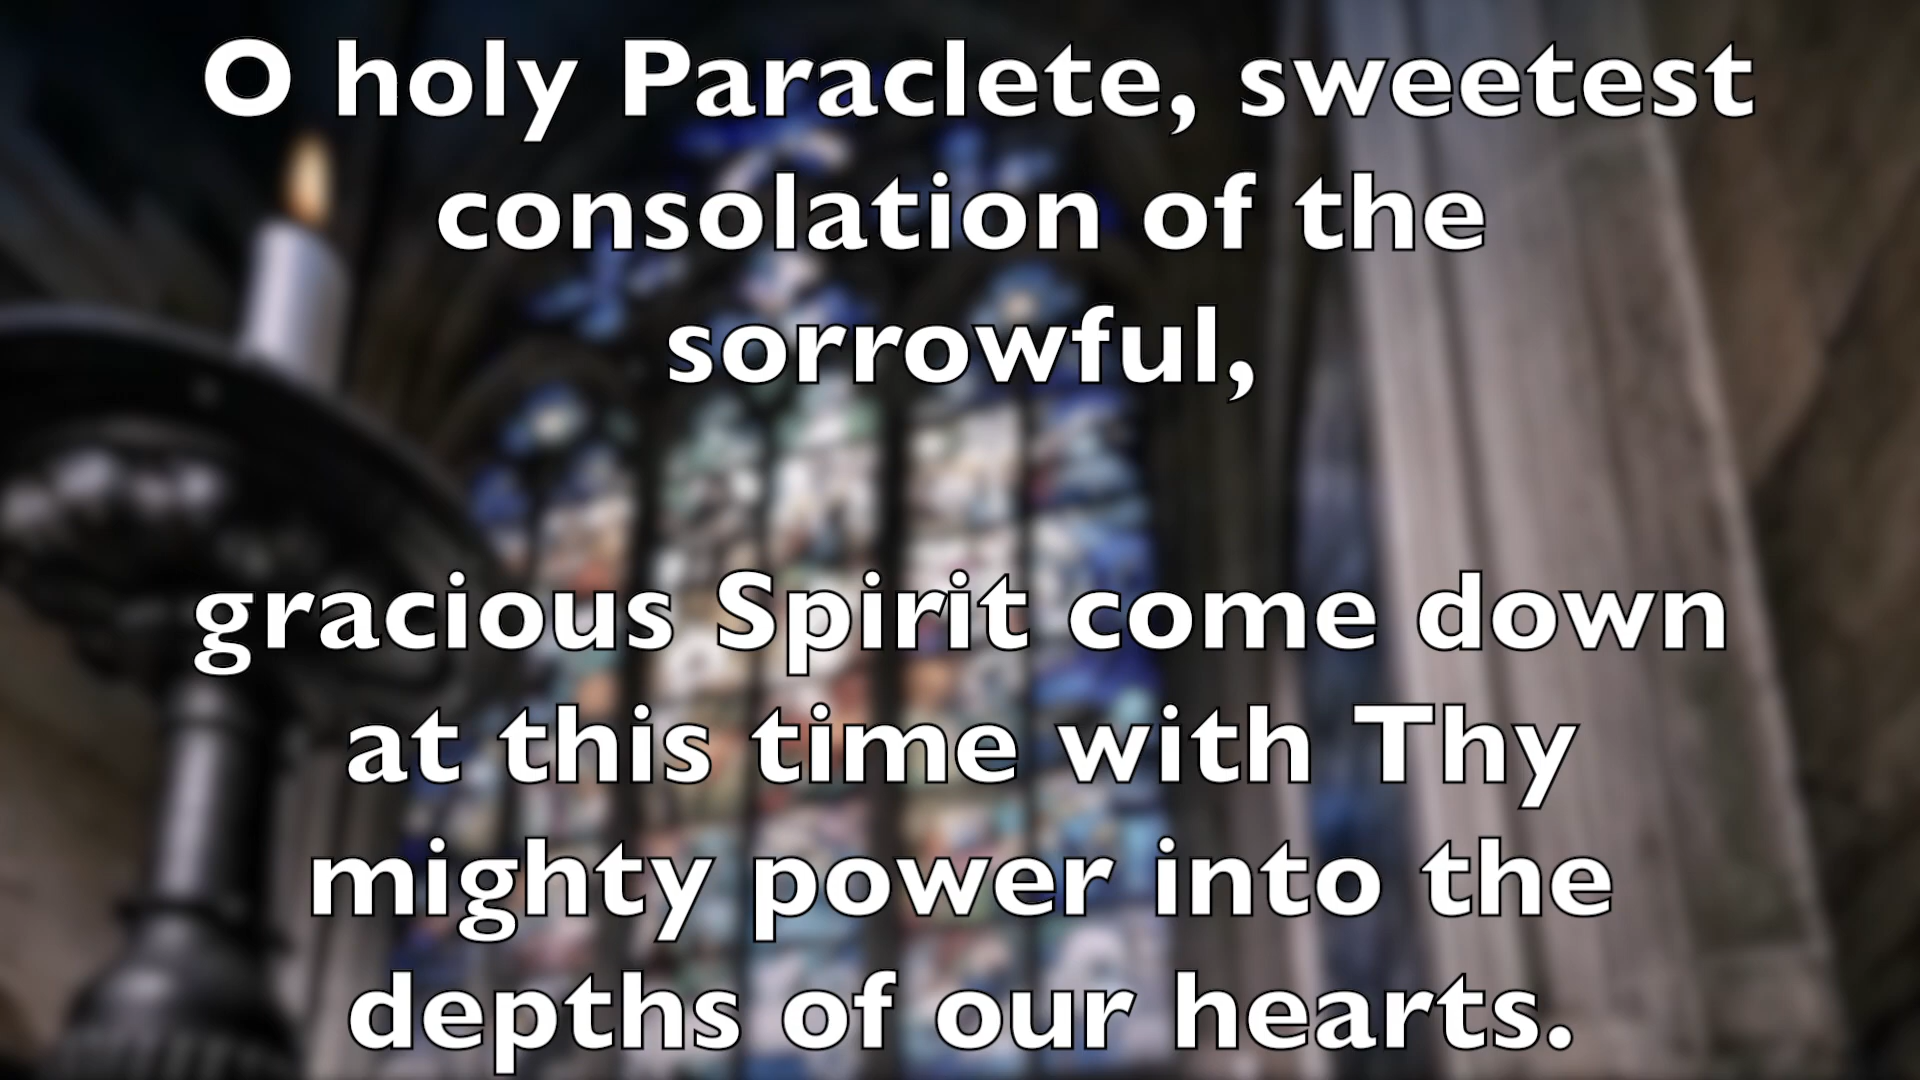 O holy Paraclete, sweetest
consolation of the
sorrowful,
gracious Spirit come down
at this time with Thy
mighty power into the
depths of our hearts.